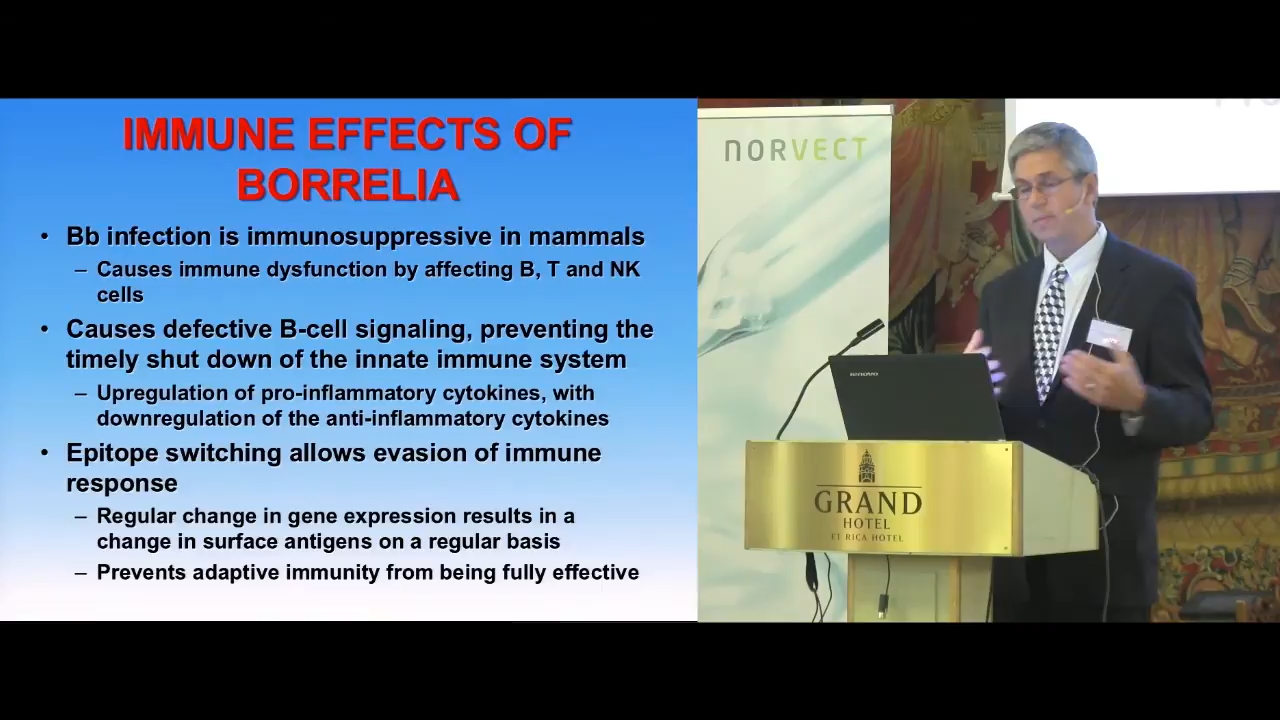 IMMUNE EFFECTS OF
BORRELIA
• Bb infection is immunosuppressive in mammals
– Causes immune dysfunction by affecting B, T and NK
cells
• Causes defective B-cell signaling, preventing the
timely shut down of the innate immune system
– Upregulation of pro-inflammatory cytokines, with
downregulation of the anti-inflammatory cytokines
• Epitope switching allows evasion of immune
response
– Regular change in gene expression results in a
change in surface antigens on a regular basis
– Prevents adaptive immunity from being fully effective
NORVECT
lenovo
GRAND
HOTEL
ET RICA HOTEL